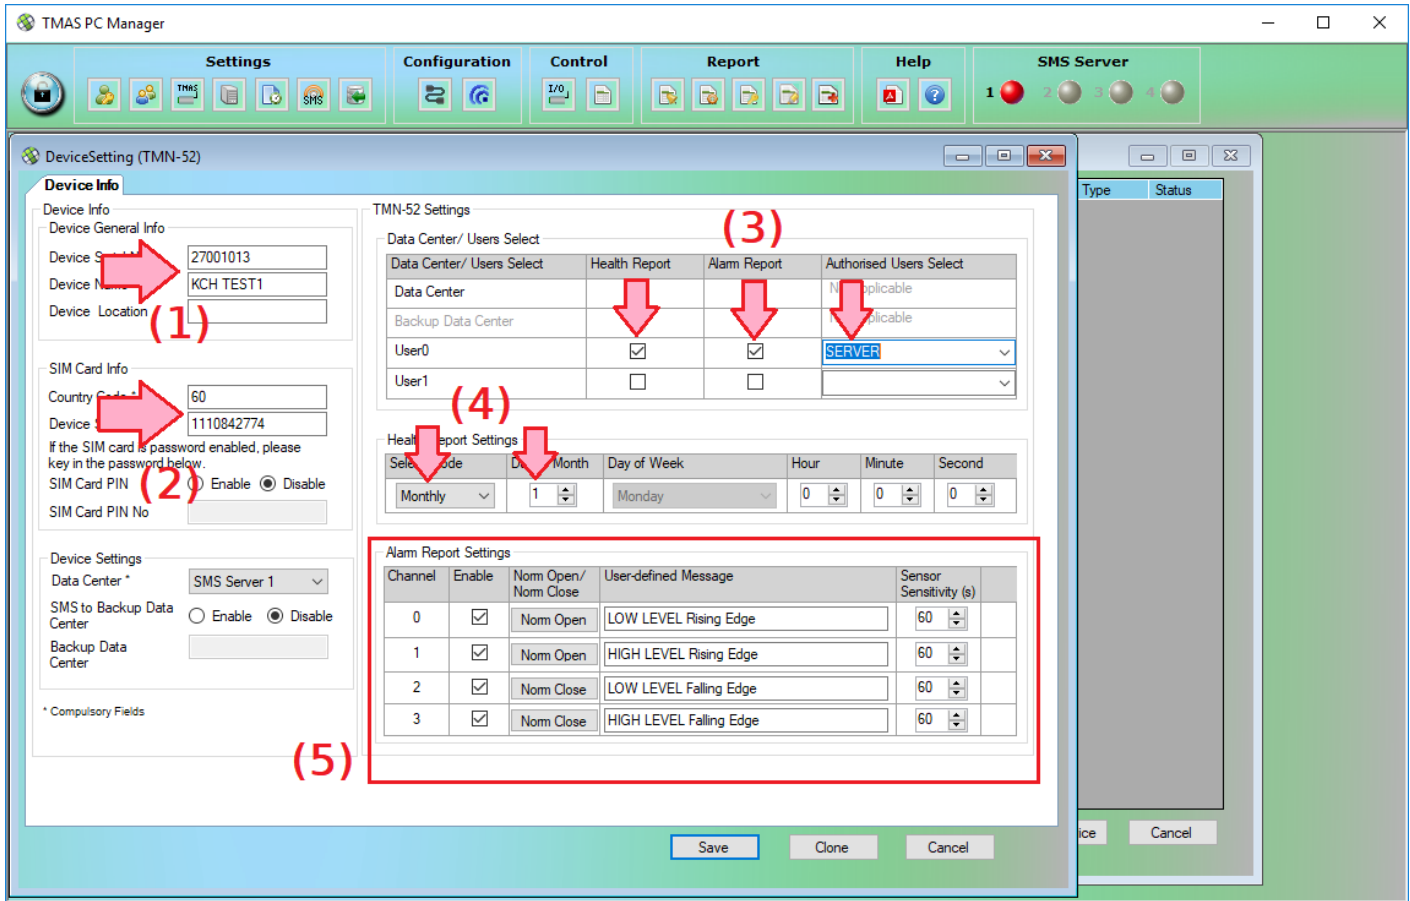 TMAS PC Manager
Settings Configuration Control Report Help SMS Server
TMAS SMS I/O 1 2 3 4
DeviceSetting (TMN-52)
Device Info
Type Status
Device Info
Device General Info
27001013
Device KCH TEST1
Device Location
(1)
SIM Card Info
Country 60
Device 1110842774
If the SIM card is password enabled, please
key in the password below.
SIM Card PIN Enable Disable
(2)
SIM Card PIN No
Device Settings
Data Center * SMS Server 1
SMS to Backup Data
Center
Enable Disable
Backup Data
Center
* Compulsory Fields
TMN-52 Settings
(3)
Data Center/ Users Select
Data Center/ Users Select Health Report Alarm Report Authorised Users Select
Data Center
Backup Data Center
User0 SERVER
User1
(4)
Health Report Settings
Month Day of Week Hour Minute Second
Monthly 1 Monday 0 0 0
Alarm Report Settings
Channel Enable Norm Open/
Norm Close
User-defined Message Sensor
Sensitivity (s)
0 Norm Open LOW LEVEL Rising Edge 60
1 Norm Open HIGH LEVEL Rising Edge 60
2 Norm Close LOW LEVEL Falling Edge 60
3 Norm Close HIGH LEVEL Falling Edge 60
(5)
Save Clone Cancel
Cancel